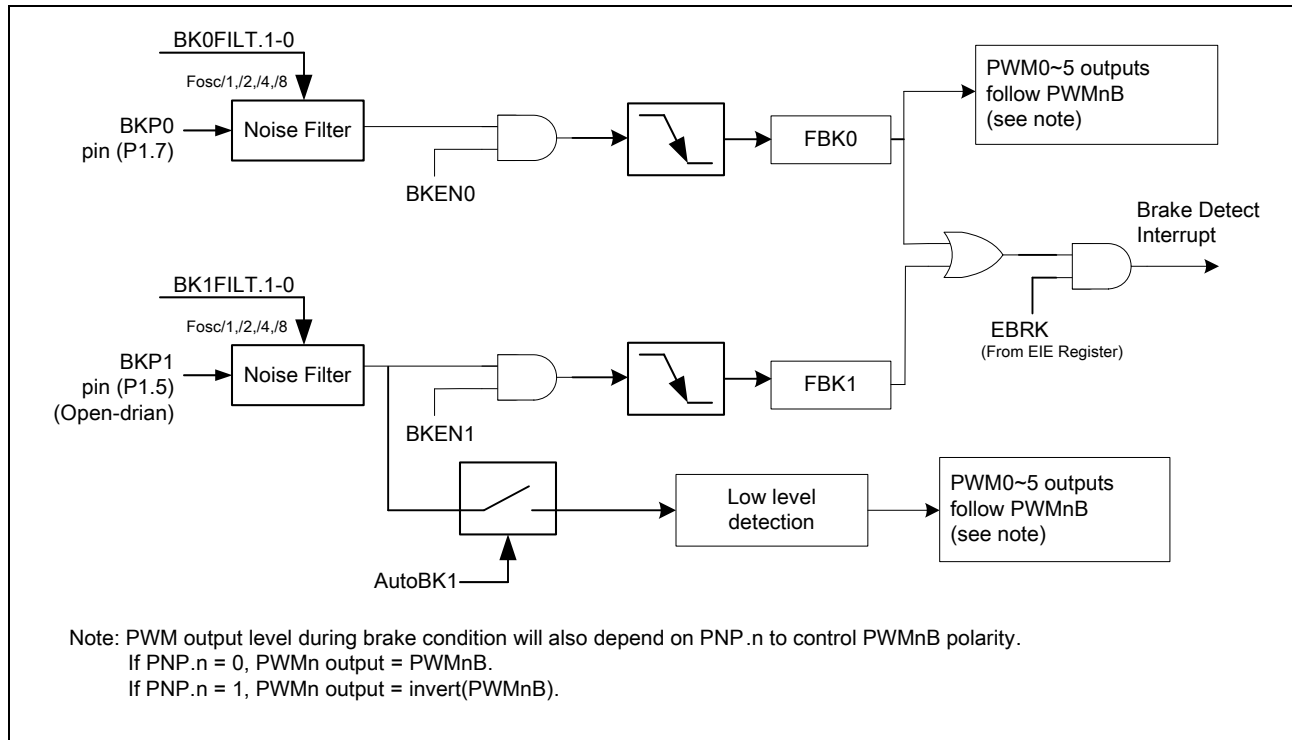 BK0FILT.1-0
Fosc/1,/2,/4,/8
BKP0
pin (P1.7)
Noise Filter
BKEN0
FBK0
PWM0~5 outputs
follow PWMnB
(see note)
Brake Detect
Interrupt
EBRK
(From EIE Register)
BK1FILT.1-0
Fosc/1,/2,/4,/8
BKP1
pin (P1.5)
(Open-drian)
Noise Filter
BKEN1
FBK1
AutoBK1
Low level
detection
PWM0~5 outputs
follow PWMnB
(see note)
Note: PWM output level during brake condition will also depend on PNP.n to control PWMnB polarity.
If PNP.n = 0, PWMn output = PWMnB.
If PNP.n = 1, PWMn output = invert(PWMnB).